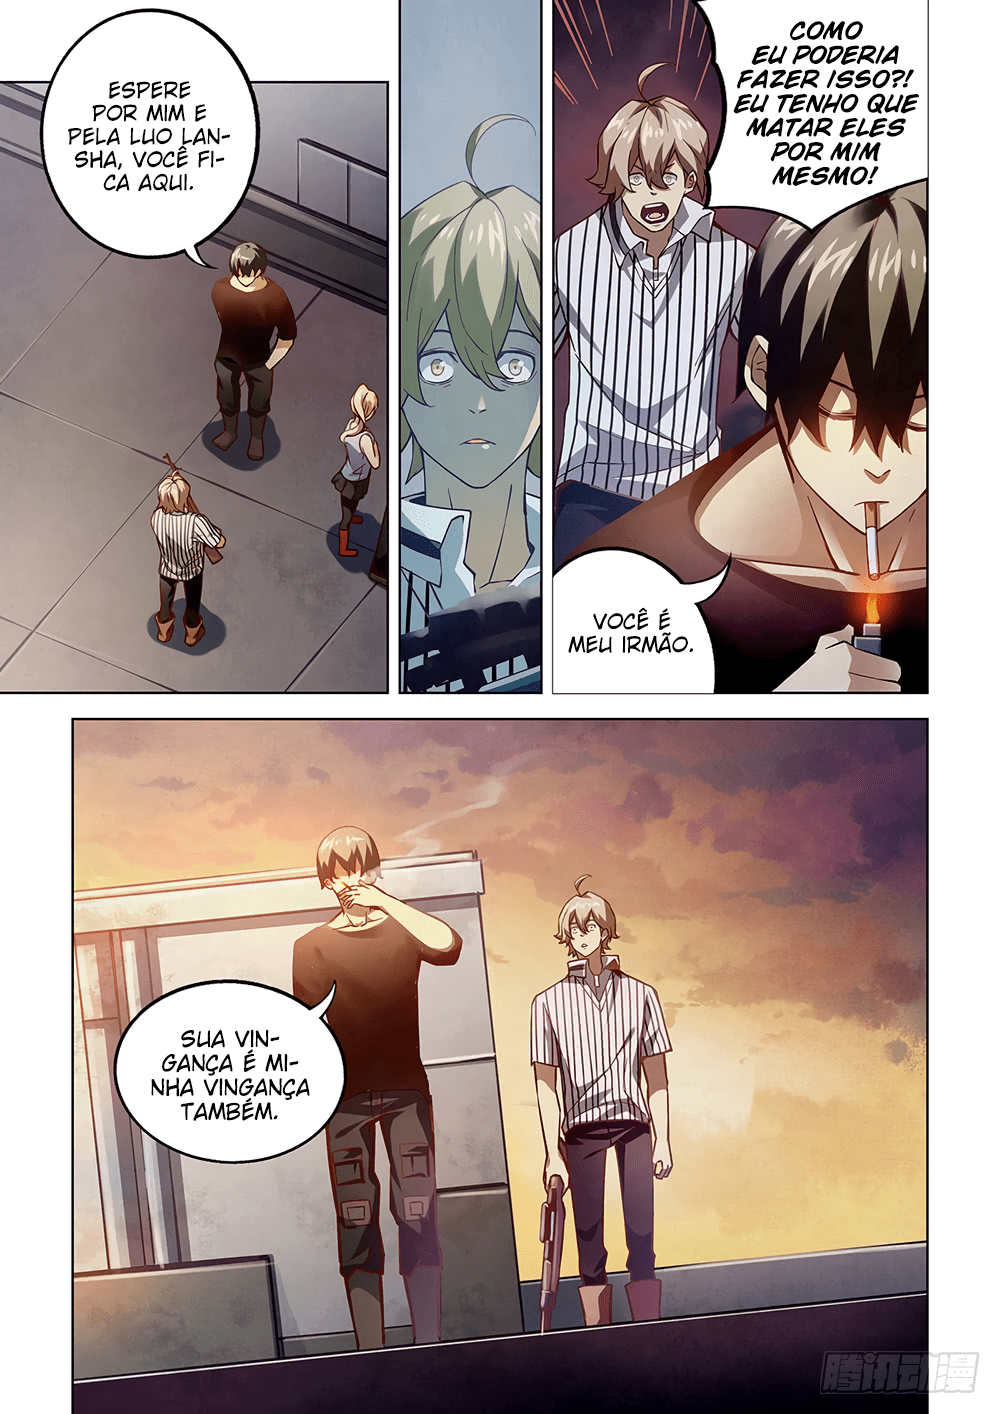 ESPERE
POR MIM E
PELA LUO LAN-
SHA, VOCÊ FI-
CA AQUI.
COMO
EU PODERIA
FAZER ISSO?!
EU TENHO QUE
MATAR ELES
POR MIM
MESMO!
VOCÊ É
MEU IRMÃO.
SUA VIN-
GANÇA É MI-
NHA VINGANÇA
TAMBÉM.
腾讯动漫